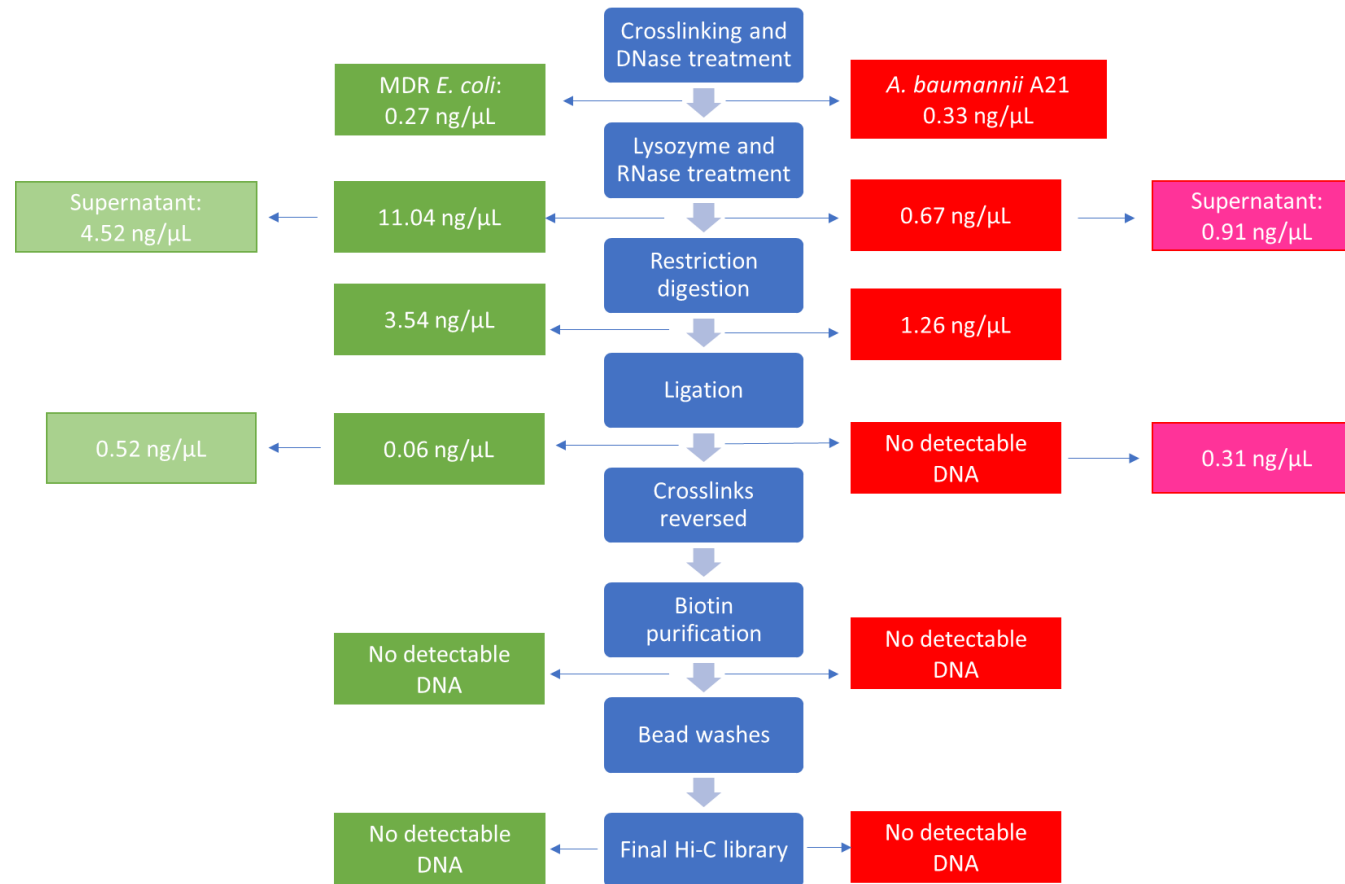 Crosslinking and
DNase treatment
MDR E. coli:
0.27 ng/µL
A. baumannii A21
0.33 ng/µL
Lysozyme and
RNase treatment
Supernatant:
4.52 ng/µL
11.04 ng/µL
0.67 ng/µL
Supernatant:
0.91 ng/µL
Restriction
digestion
3.54 ng/µL
1.26 ng/µL
Ligation
0.52 ng/µL
0.06 ng/µL
No detectable
DNA
0.31 ng/µL
Crosslinks
reversed
Biotin
purification
No detectable
DNA
No detectable
DNA
Bead washes
No detectable
DNA
Final Hi-C library
No detectable
DNA